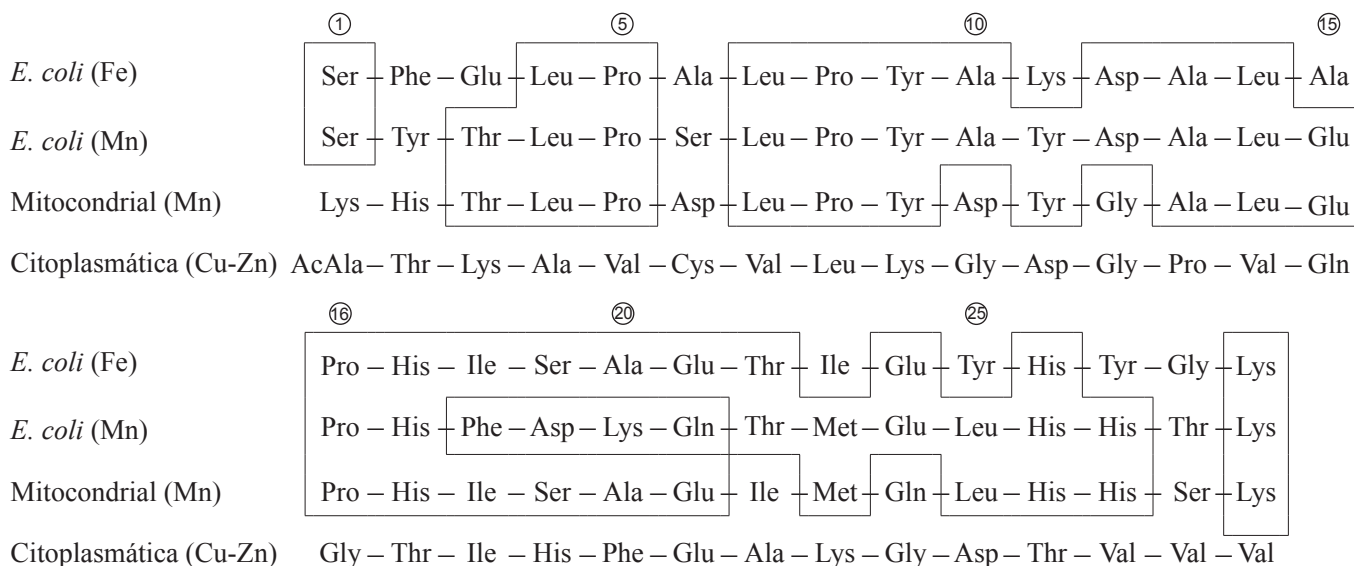 ① ⑤ ⑩ ⑮
E. coli (Fe) Ser – Phe – Glu – Leu – Pro – Ala – Leu – Pro – Tyr – Ala – Lys – Asp – Ala – Leu – Ala
E. coli (Mn) Ser – Tyr – Thr – Leu – Pro – Ser – Leu – Pro – Tyr – Ala – Tyr – Asp – Ala – Leu – Glu
Mitocondrial (Mn) Lys – His – Thr – Leu – Pro – Asp – Leu – Pro – Tyr – Asp – Tyr – Gly – Ala – Leu – Glu
Citoplasmática (Cu-Zn) AcAla – Thr – Lys – Ala – Val – Cys – Val – Leu – Lys – Gly – Asp – Gly – Pro – Val – Gln
⑯ ⑳ ㉕
E. coli (Fe) Pro – His – Ile – Ser – Ala – Glu – Thr – Ile – Glu – Tyr – His – Tyr – Gly – Lys
E. coli (Mn) Pro – His – Phe – Asp – Lys – Gln – Thr – Met – Glu – Leu – His – His – Thr – Lys
Mitocondrial (Mn) Pro – His – Ile – Ser – Ala – Glu – Ile – Met – Gln – Leu – His – His – Ser – Lys
Citoplasmática (Cu-Zn) Gly – Thr – Ile – His – Phe – Glu – Ala – Lys – Gly – Asp – Thr – Val – Val – Val